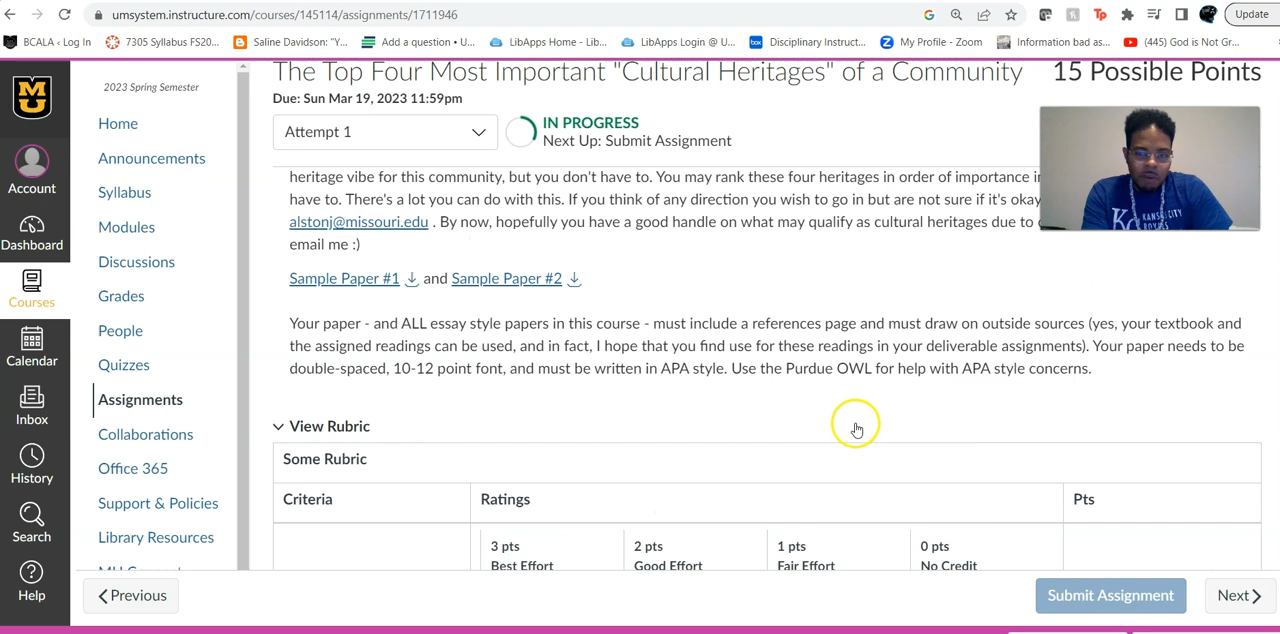 umsystem.instructure.com/courses/145114/assignments/1711946
Update
BCALA ‹ Log In
7305 Syllabus FS20...
Saline Davidson: "Y...
Add a question • U...
LibApps Home - Lib...
LibApps Login @ U...
box
Disciplinary Instruct...
My Profile - Zoom
Information bad as...
(445) God is Not Gr...
2023 Spring Semester
The Top Four Most Important "Cultural Heritages" of a Community
15 Possible Points
Due: Sun Mar 19, 2023 11:59pm
Attempt 1
IN PROGRESS
Next Up: Submit Assignment
Account
Dashboard
Courses
Calendar
Inbox
History
Search
Help
Home
Announcements
Syllabus
Modules
Discussions
Grades
People
Quizzes
Assignments
Collaborations
Office 365
Support & Policies
Library Resources
heritage vibe for this community, but you don't have to. You may rank these four heritages in order of importance i
have to. There's a lot you can do with this. If you think of any direction you wish to go in but are not sure if it's okay
alstonj@missouri.edu . By now, hopefully you have a good handle on what may qualify as cultural heritages due to
email me :)
Sample Paper #1 and Sample Paper #2
Your paper - and ALL essay style papers in this course - must include a references page and must draw on outside sources (yes, your textbook and
the assigned readings can be used, and in fact, I hope that you find use for these readings in your deliverable assignments). Your paper needs to be
double-spaced, 10-12 point font, and must be written in APA style. Use the Purdue OWL for help with APA style concerns.
View Rubric
Some Rubric
Criteria
Ratings
Pts
3 pts
Best Effort
2 pts
Good Effort
1 pts
Fair Effort
0 pts
No Credit
Previous
Submit Assignment
Next
KANSAS CITY